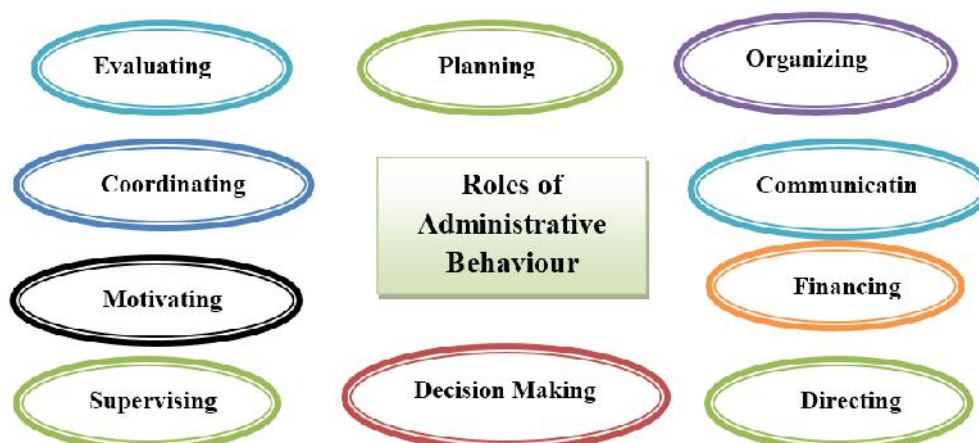 Evaluating
Planning
Organizing
Coordinating
Roles of
Administrative
Behaviour
Communicatin
Motivating
Financing
Supervising
Decision Making
Directing